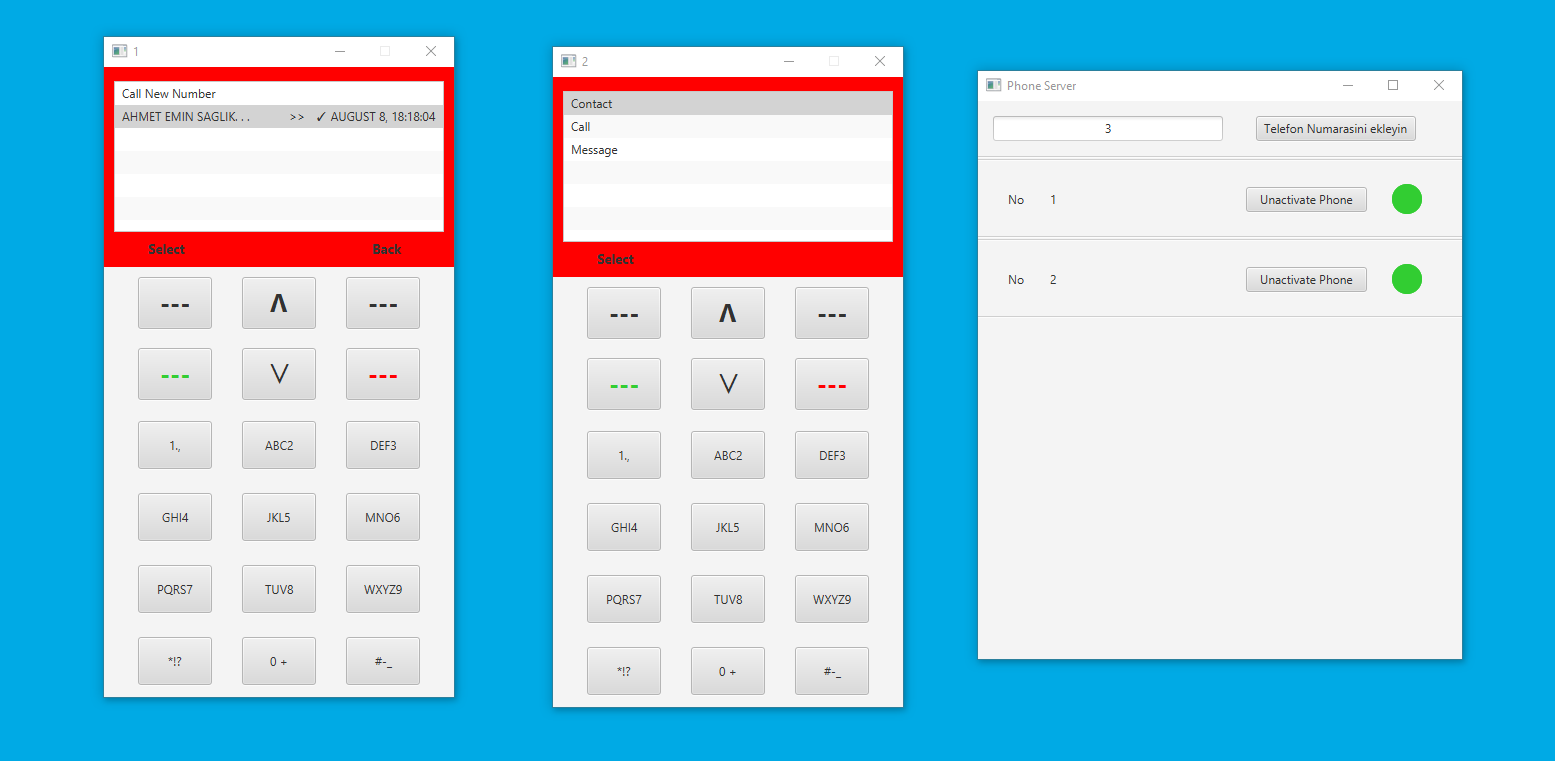 1
Call New Number
AHMET EMIN SAGLIK. . . >> ✓ AUGUST 8, 18:18:04
Select Back
--- Λ ---
--- V ---
1., ABC2 DEF3
GHI4 JKL5 MNO6
PQRS7 TUV8 WXYZ9
*!? 0 + #-_
2
Contact
Call
Message
Select
--- Λ ---
--- V ---
1., ABC2 DEF3
GHI4 JKL5 MNO6
PQRS7 TUV8 WXYZ9
*!? 0 + #-_
Phone Server
3 Telefon Numarasini ekleyin
No 1 Unactivate Phone
No 2 Unactivate Phone